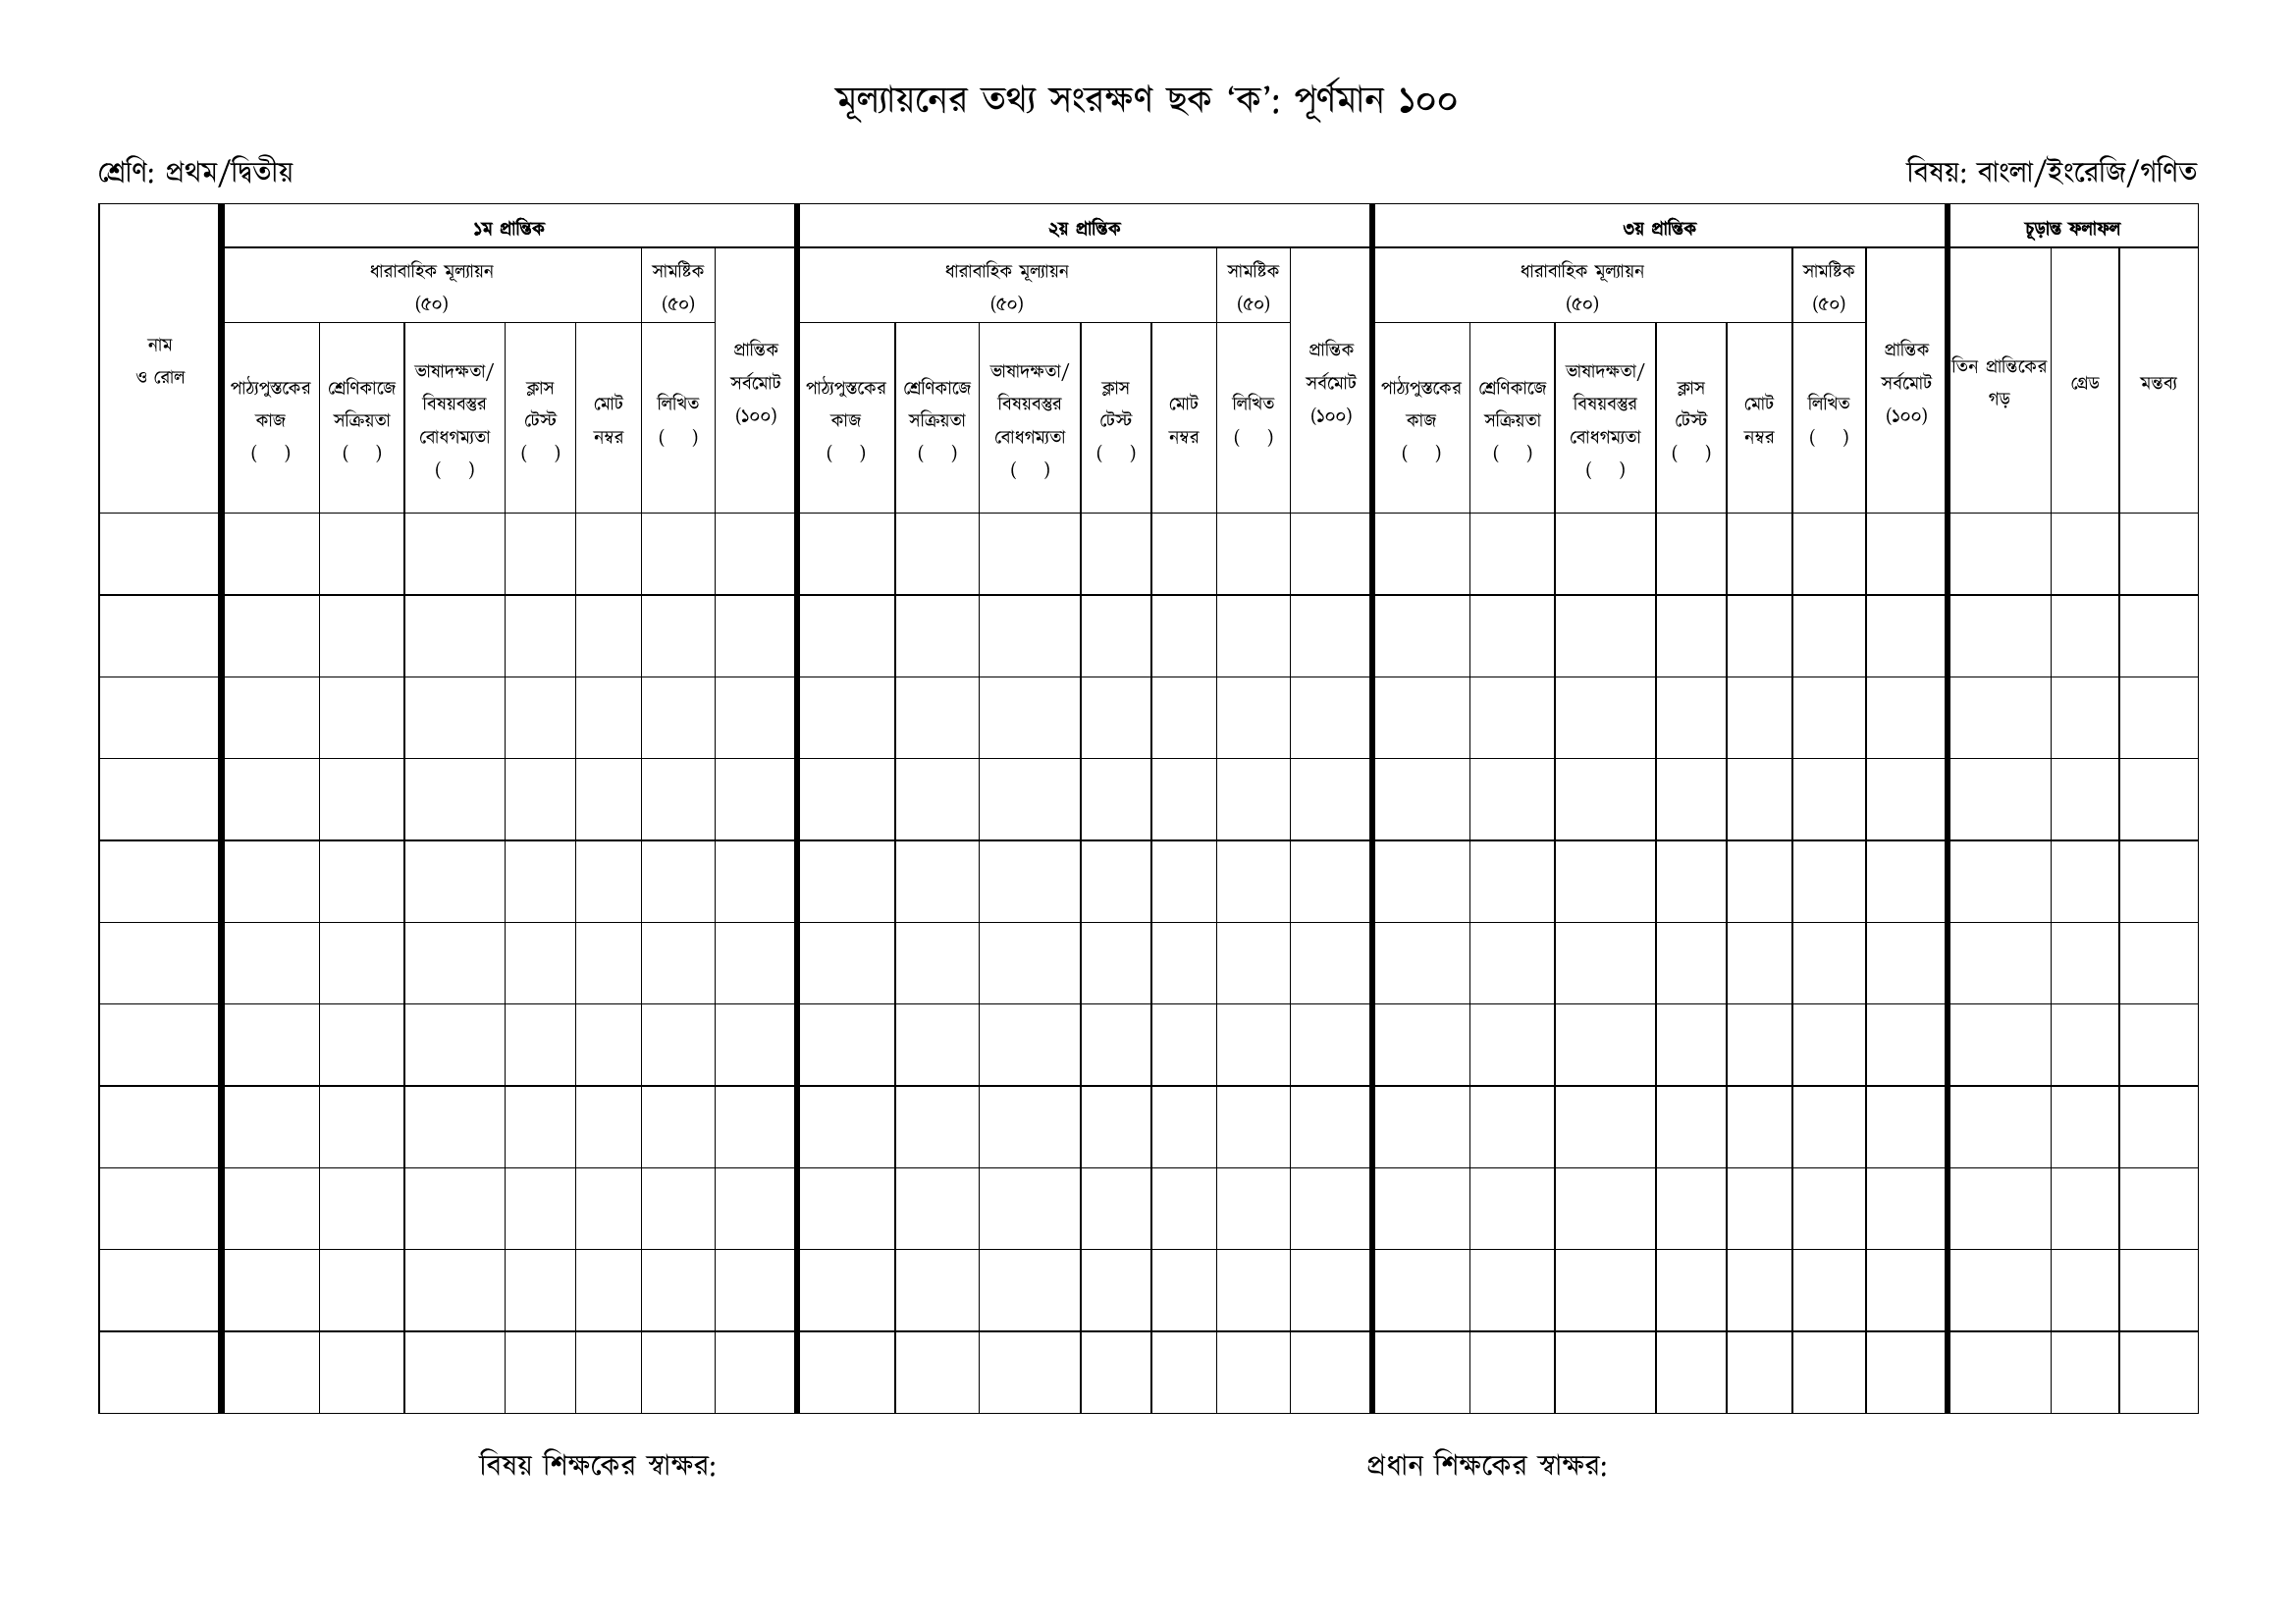 মূল্যায়নের তথ্য সংরক্ষণ ছক ‘ক’: পূর্ণমান ১০০
শ্রেণি: প্রথম/দ্বিতীয়
বিষয়: বাংলা/ইংরেজি/গণিত
নাম
ও রোল
১ম প্রান্তিক
ধারাবাহিক মূল্যায়ন
(৫০)
সামষ্টিক
(৫০)
পাঠ্যপুস্তকের
কাজ
( )
শ্রেণিকাজে
সক্রিয়তা
( )
ভাষাদক্ষতা/
বিষয়বস্তুর
বোধগম্যতা
( )
ক্লাস
টেস্ট
( )
মোট
নম্বর
লিখিত
( )
প্রান্তিক
সর্বমোট
(১০০)
২য় প্রান্তিক
ধারাবাহিক মূল্যায়ন
(৫০)
সামষ্টিক
(৫০)
পাঠ্যপুস্তকের
কাজ
( )
শ্রেণিকাজে
সক্রিয়তা
( )
ভাষাদক্ষতা/
বিষয়বস্তুর
বোধগম্যতা
( )
ক্লাস
টেস্ট
( )
মোট
নম্বর
লিখিত
( )
প্রান্তিক
সর্বমোট
(১০০)
৩য় প্রান্তিক
ধারাবাহিক মূল্যায়ন
(৫০)
সামষ্টিক
(৫০)
পাঠ্যপুস্তকের
কাজ
( )
শ্রেণিকাজে
সক্রিয়তা
( )
ভাষাদক্ষতা/
বিষয়বস্তুর
বোধগম্যতা
( )
ক্লাস
টেস্ট
( )
মোট
নম্বর
লিখিত
( )
প্রান্তিক
সর্বমোট
(১০০)
চূড়ান্ত ফলাফল
তিন প্রান্তিকের
গড়
গ্রেড
মন্তব্য
বিষয় শিক্ষকের স্বাক্ষর:
প্রধান শিক্ষকের স্বাক্ষর: